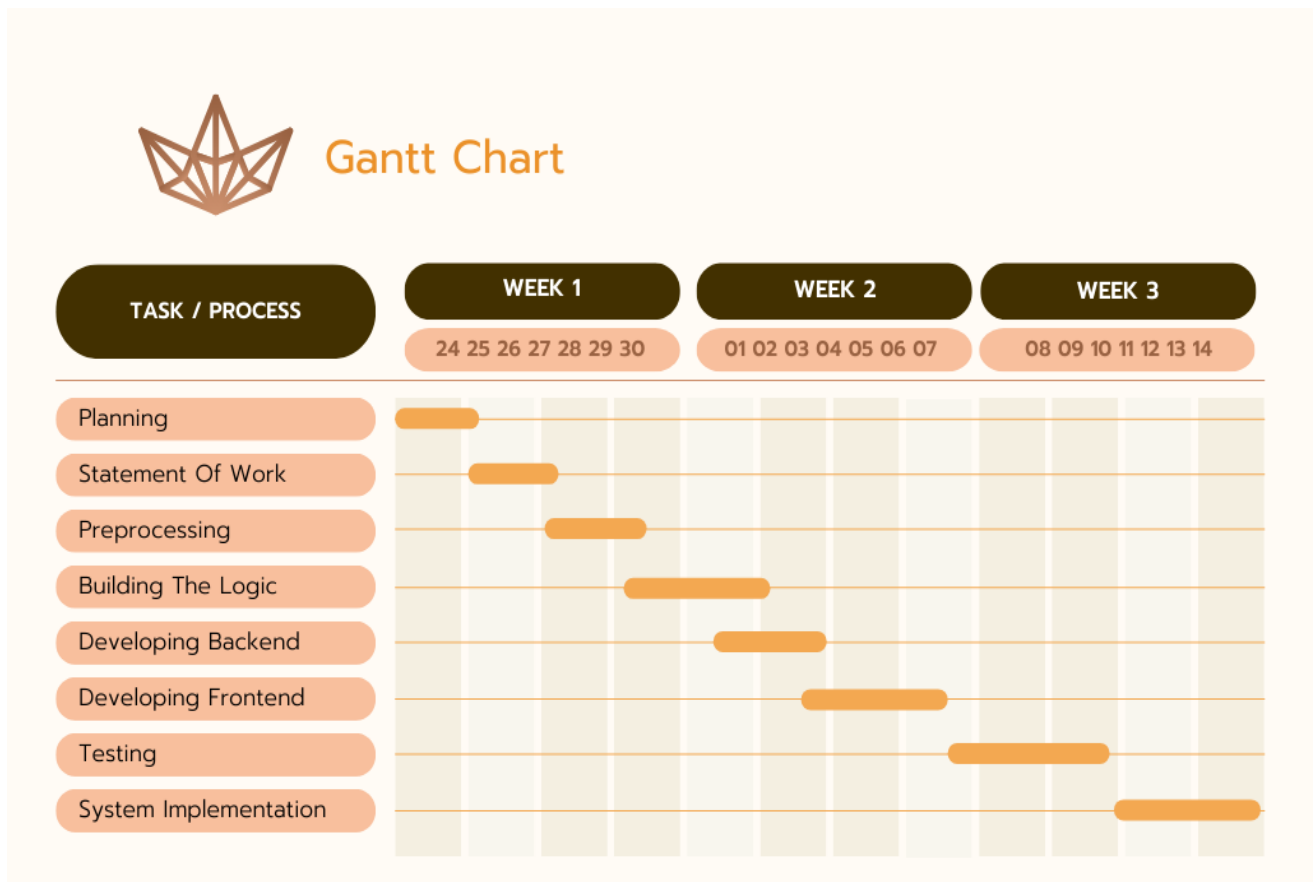 Gantt Chart
TASK / PROCESS
WEEK 1
WEEK 2
WEEK 3
24 25 26 27 28 29 30
01 02 03 04 05 06 07
08 09 10 11 12 13 14
Planning
Statement Of Work
Preprocessing
Building The Logic
Developing Backend
Developing Frontend
Testing
System Implementation